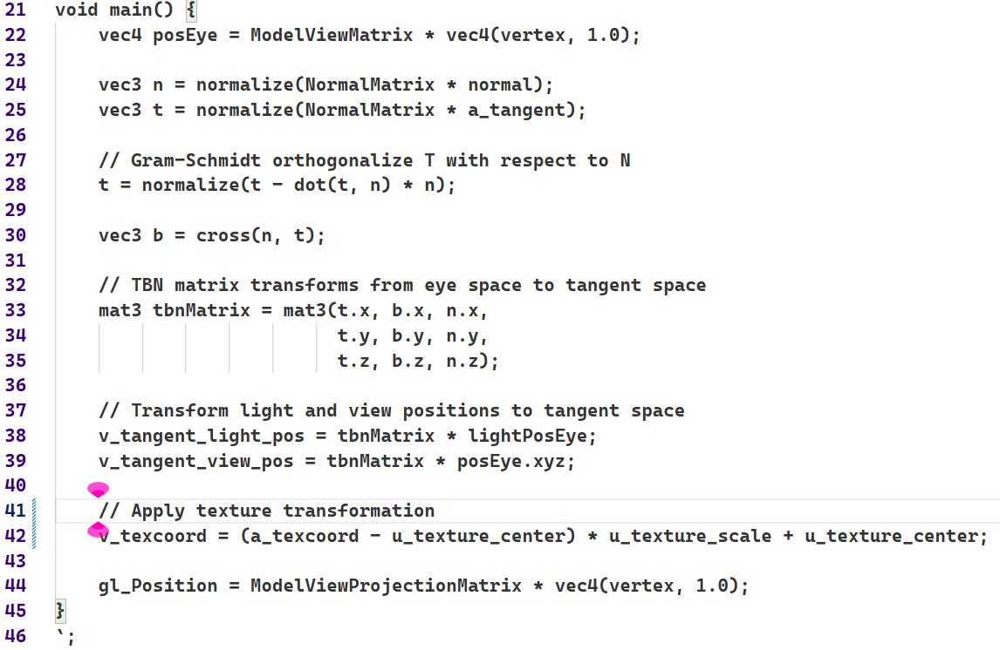 21 void main() {
22     vec4 posEye = ModelViewMatrix * vec4(vertex, 1.0);
23
24     vec3 n = normalize(NormalMatrix * normal);
25     vec3 t = normalize(NormalMatrix * a_tangent);
26
27     // Gram-Schmidt orthogonalize T with respect to N
28     t = normalize(t - dot(t, n) * n);
29
30     vec3 b = cross(n, t);
31
32     // TBN matrix transforms from eye space to tangent space
33     mat3 tbnMatrix = mat3(t.x, b.x, n.x,
34                           t.y, b.y, n.y,
35                           t.z, b.z, n.z);
36
37     // Transform light and view positions to tangent space
38     v_tangent_light_pos = tbnMatrix * lightPosEye;
39     v_tangent_view_pos = tbnMatrix * posEye.xyz;
40
41     // Apply texture transformation
42     v_texcoord = (a_texcoord - u_texture_center) * u_texture_scale + u_texture_center;
43
44     gl_Position = ModelViewProjectionMatrix * vec4(vertex, 1.0);
45 }
46 `;